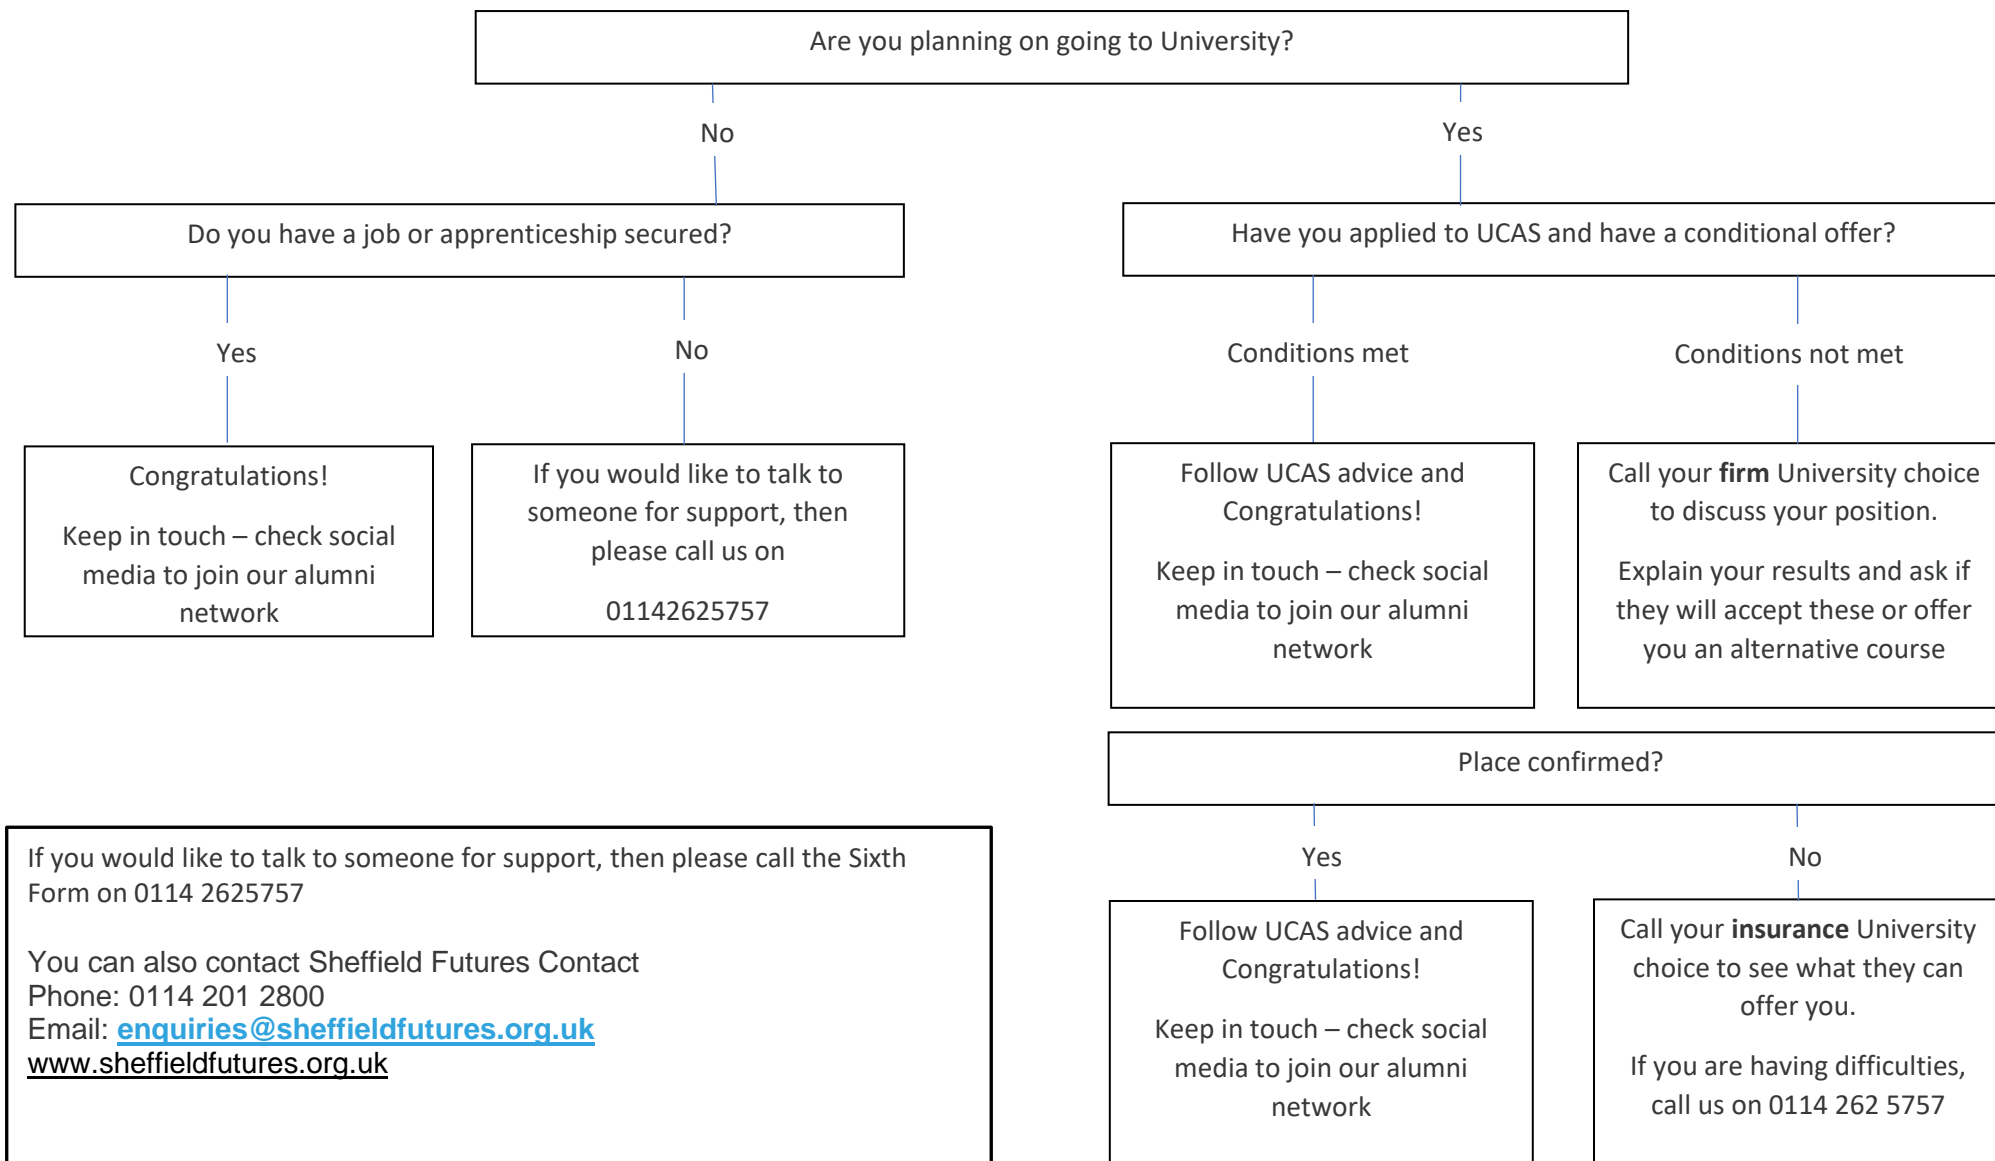 Are you planning on going to University?
No
Yes
Do you have a job or apprenticeship secured?
Have you applied to UCAS and have a conditional offer?
Yes
No
Conditions met
Conditions not met
Congratulations!
Keep in touch – check social
media to join our alumni
network
If you would like to talk to
someone for support, then
please call us on
01142625757
Follow UCAS advice and
Congratulations!
Keep in touch – check social
media to join our alumni
network
Call your firm University choice
to discuss your position.
Explain your results and ask if
they will accept these or offer
you an alternative course
Place confirmed?
Yes
No
Follow UCAS advice and
Congratulations!
Keep in touch – check social
media to join our alumni
network
Call your insurance University
choice to see what they can
offer you.
If you are having difficulties,
call us on 0114 262 5757
If you would like to talk to someone for support, then please call the Sixth
Form on 0114 2625757
You can also contact Sheffield Futures Contact
Phone: 0114 201 2800
Email: enquiries@sheffieldfutures.org.uk
www.sheffieldfutures.org.uk